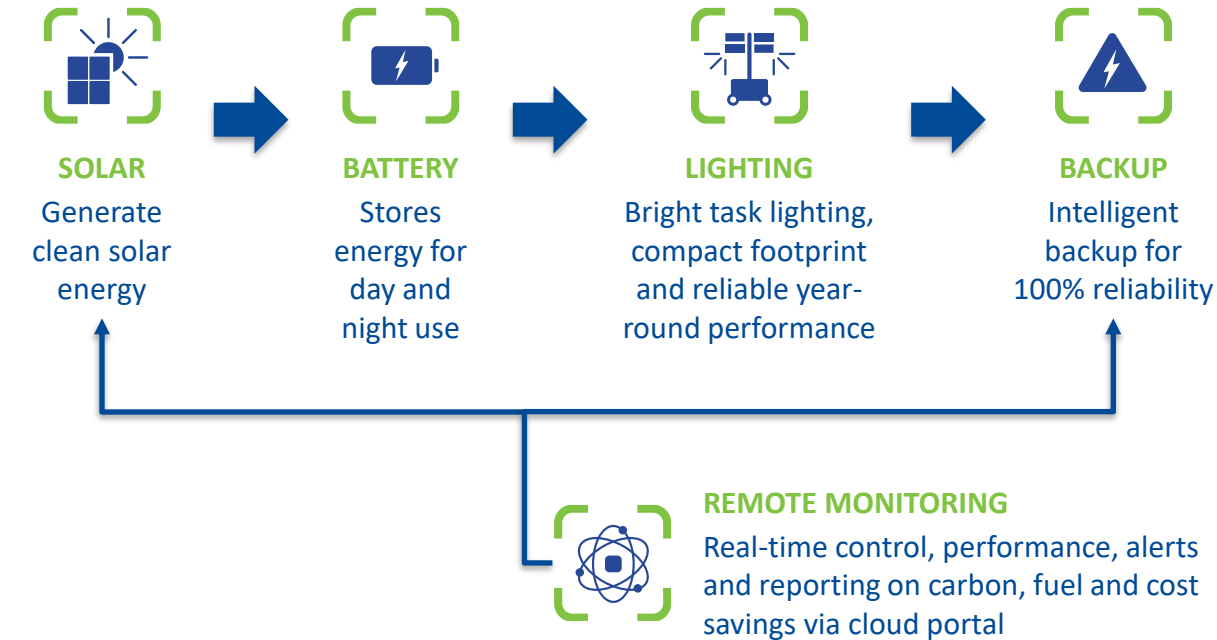 SOLAR
Generate
clean solar
energy
BATTERY
Stores
energy for
day and
night use
LIGHTING
Bright task lighting,
compact footprint
and reliable year-
round performance
BACKUP
Intelligent
backup for
100% reliability
REMOTE MONITORING
Real-time control, performance, alerts
and reporting on carbon, fuel and cost
savings via cloud portal